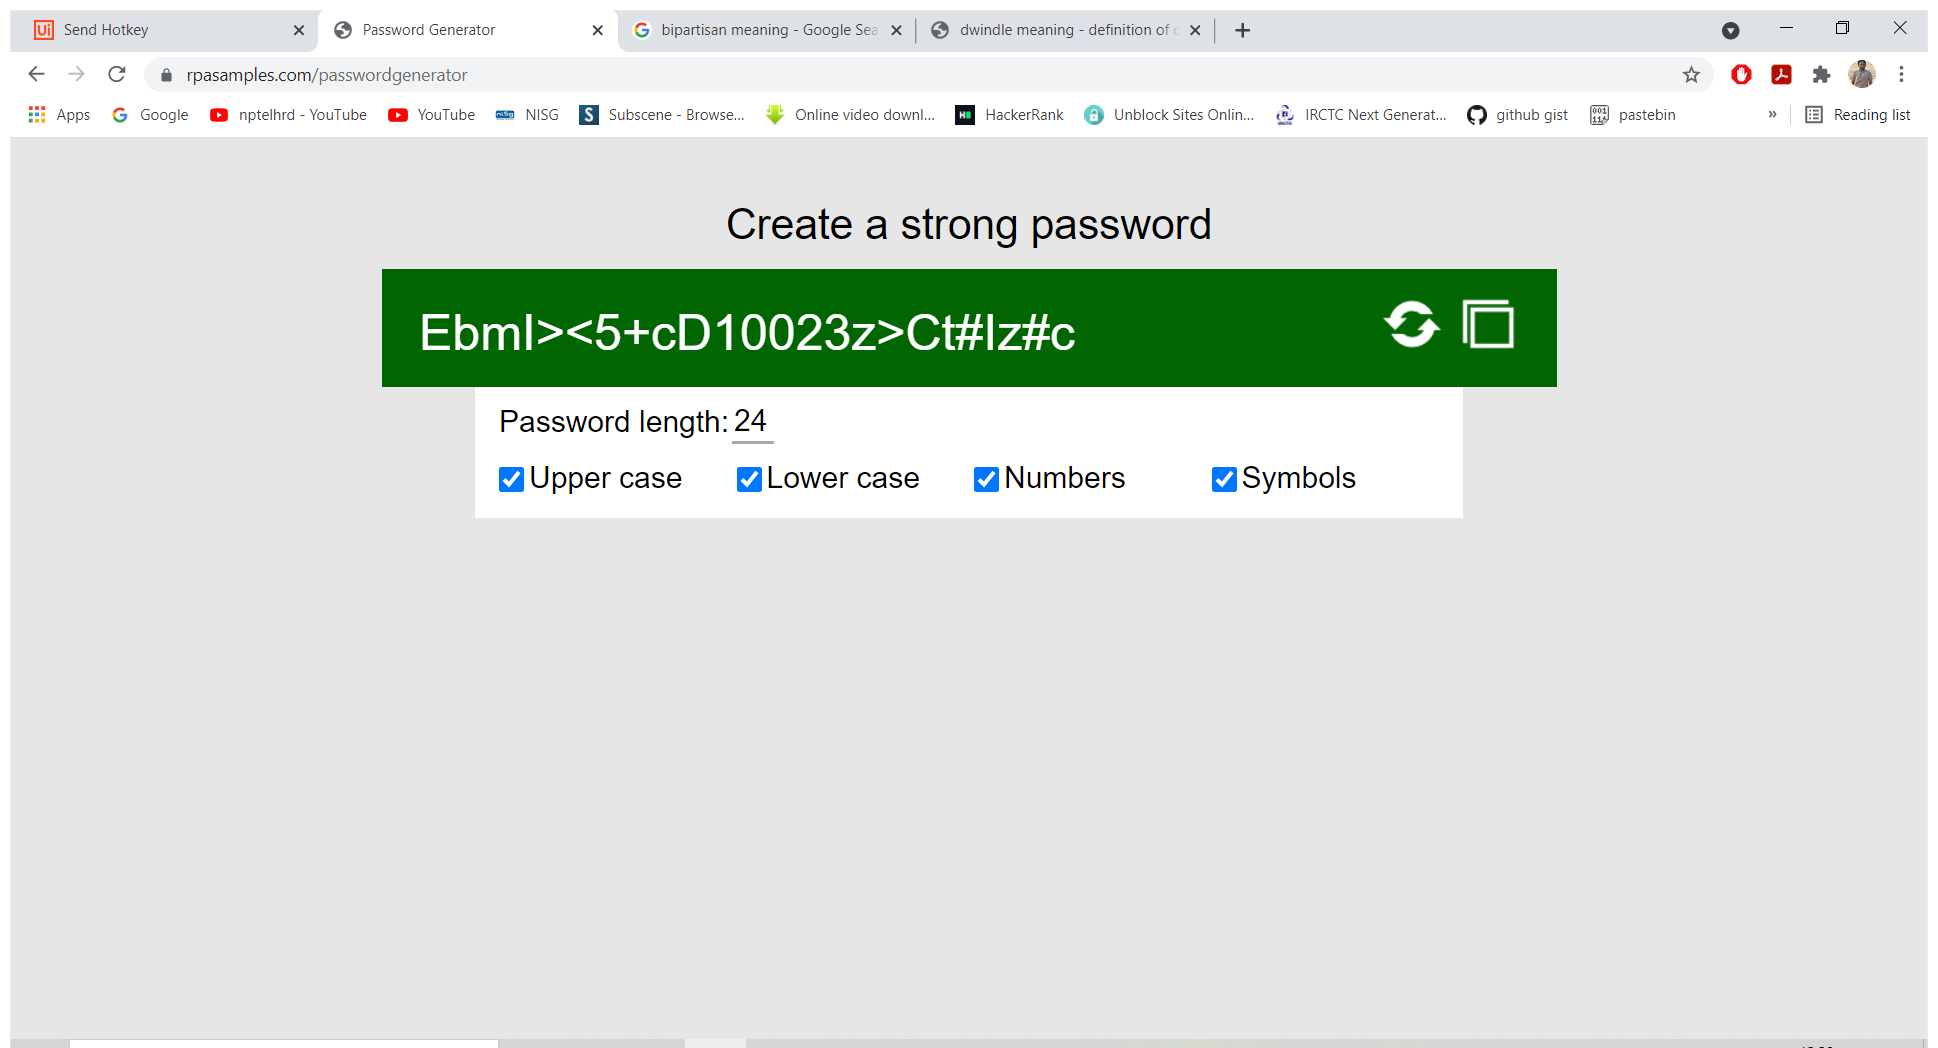 Send Hotkey
Password Generator
bipartisan meaning - Google Sea
dwindle meaning - definition of
rpasamples.com/passwordgenerator
Apps
Google
nptelhrd - YouTube
YouTube
NISG
Subscene - Browse...
Online video downl...
HackerRank
Unblock Sites Onlin...
IRCTC Next Generat...
github gist
pastebin
»
Reading list
Create a strong password
EbmI><5+cD10023z>Ct#Iz#c
Password length: 24
Upper case
Lower case
Numbers
Symbols